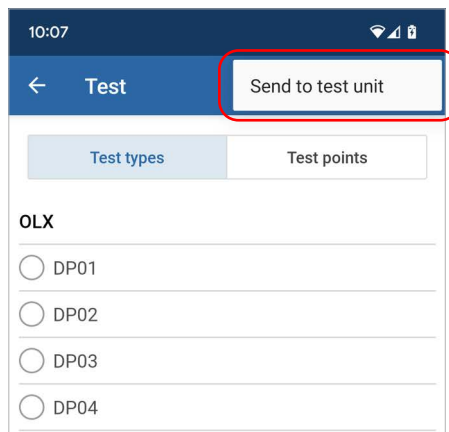 10:07
Test
Send to test unit
Test types
Test points
OLX
DP01
DP02
DP03
DP04